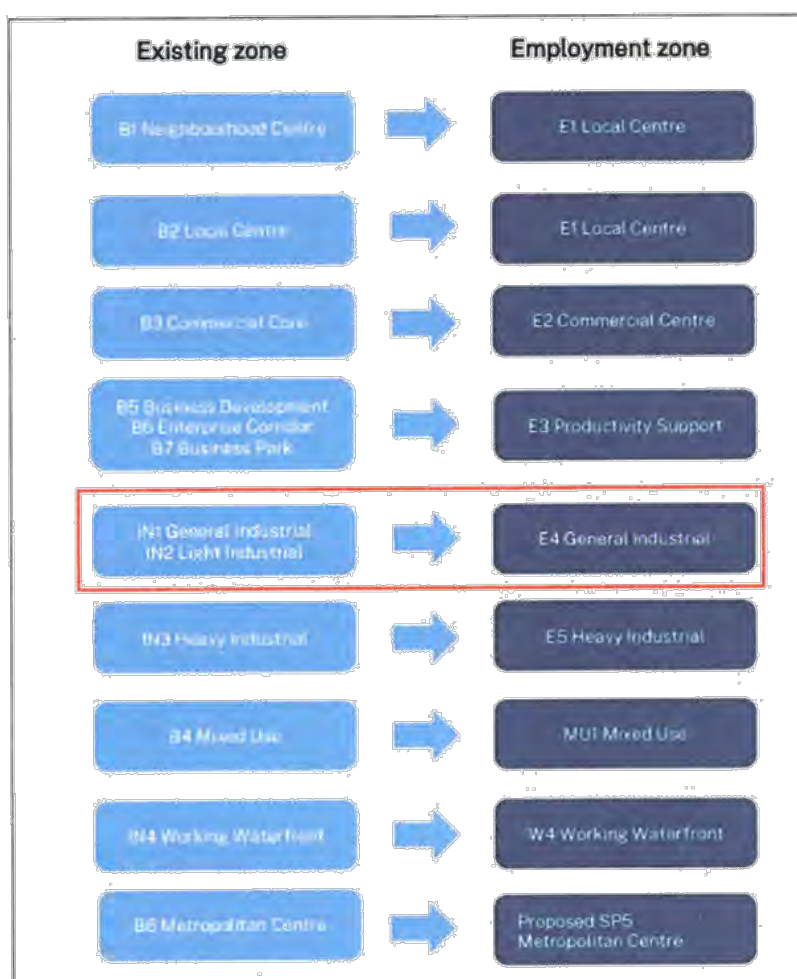 Existing zone
Employment zone
B1 Neighbourhood Centre
E1 Local Centre
B2 Local Centre
E1 Local Centre
B3 Commercial Core
E2 Commercial Centre
B5 Business Development
B6 Enterprise Corridor
B7 Business Park
E3 Productivity Support
IN1 General Industrial
IN2 Light Industrial
E4 General Industrial
IN3 Heavy Industrial
E5 Heavy Industrial
B4 Mixed Use
MU1 Mixed Use
IN4 Working Waterfront
W4 Working Waterfront
Metropolitan Centre
Proposed SP5
Metropolitan Centre